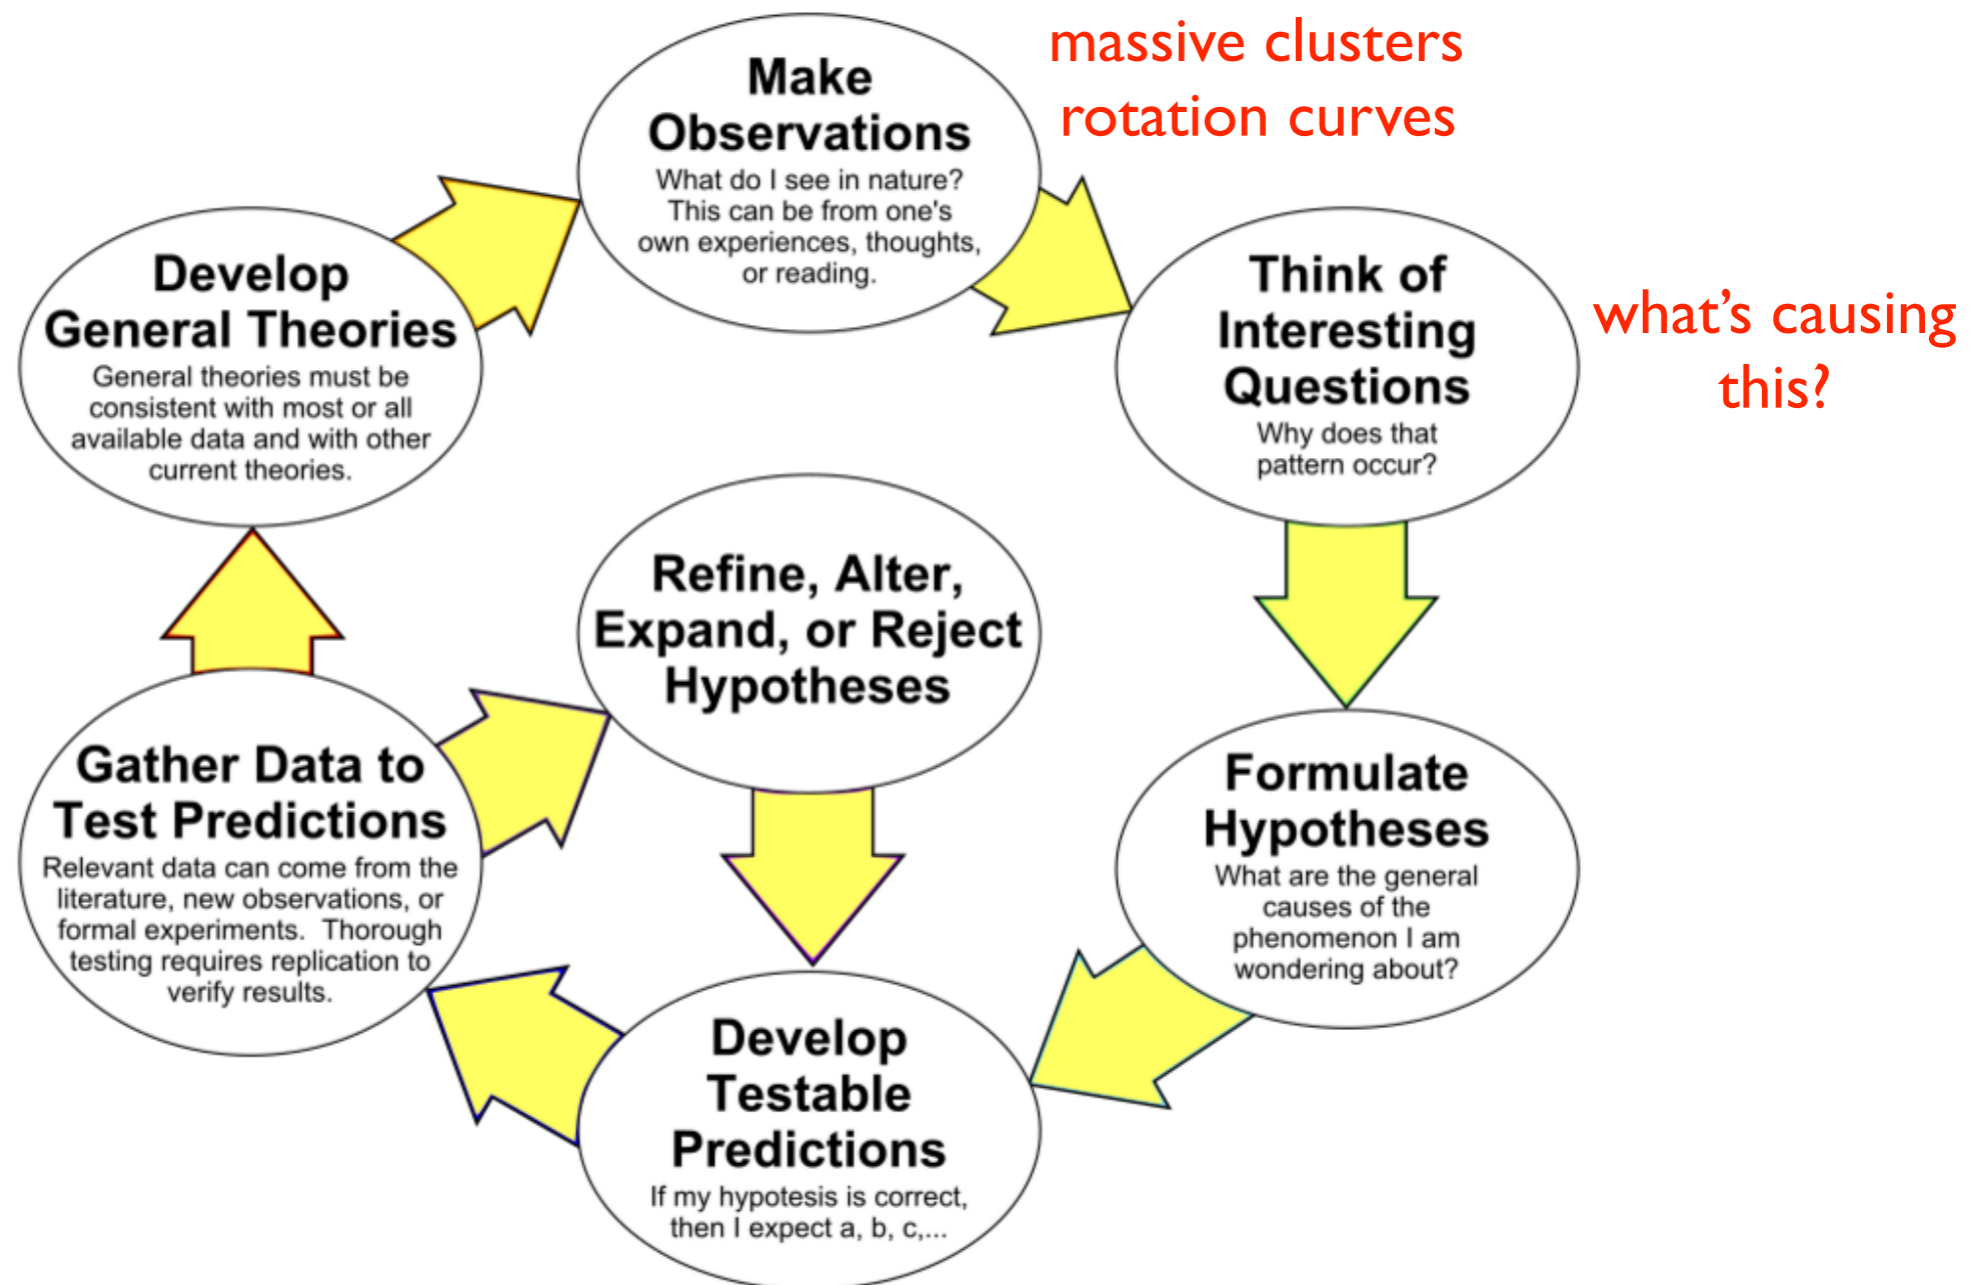 Make
Observations
What do I see in nature?
This can be from one's
own experiences, thoughts,
or reading.
massive clusters
rotation curves
Think of
Interesting
Questions
Why does that
pattern occur?
what’s causing
this?
Formulate
Hypotheses
What are the general
causes of the
phenomenon I am
wondering about?
Develop
Testable
Predictions
If my hypotesis is correct,
then I expect a, b, c,...
Gather Data to
Test Predictions
Relevant data can come from the
literature, new observations, or
formal experiments.  Thorough
testing requires replication to
verify results.
Refine, Alter,
Expand, or Reject
Hypotheses
Develop
General Theories
General theories must be
consistent with most or all
available data and with other
current theories.